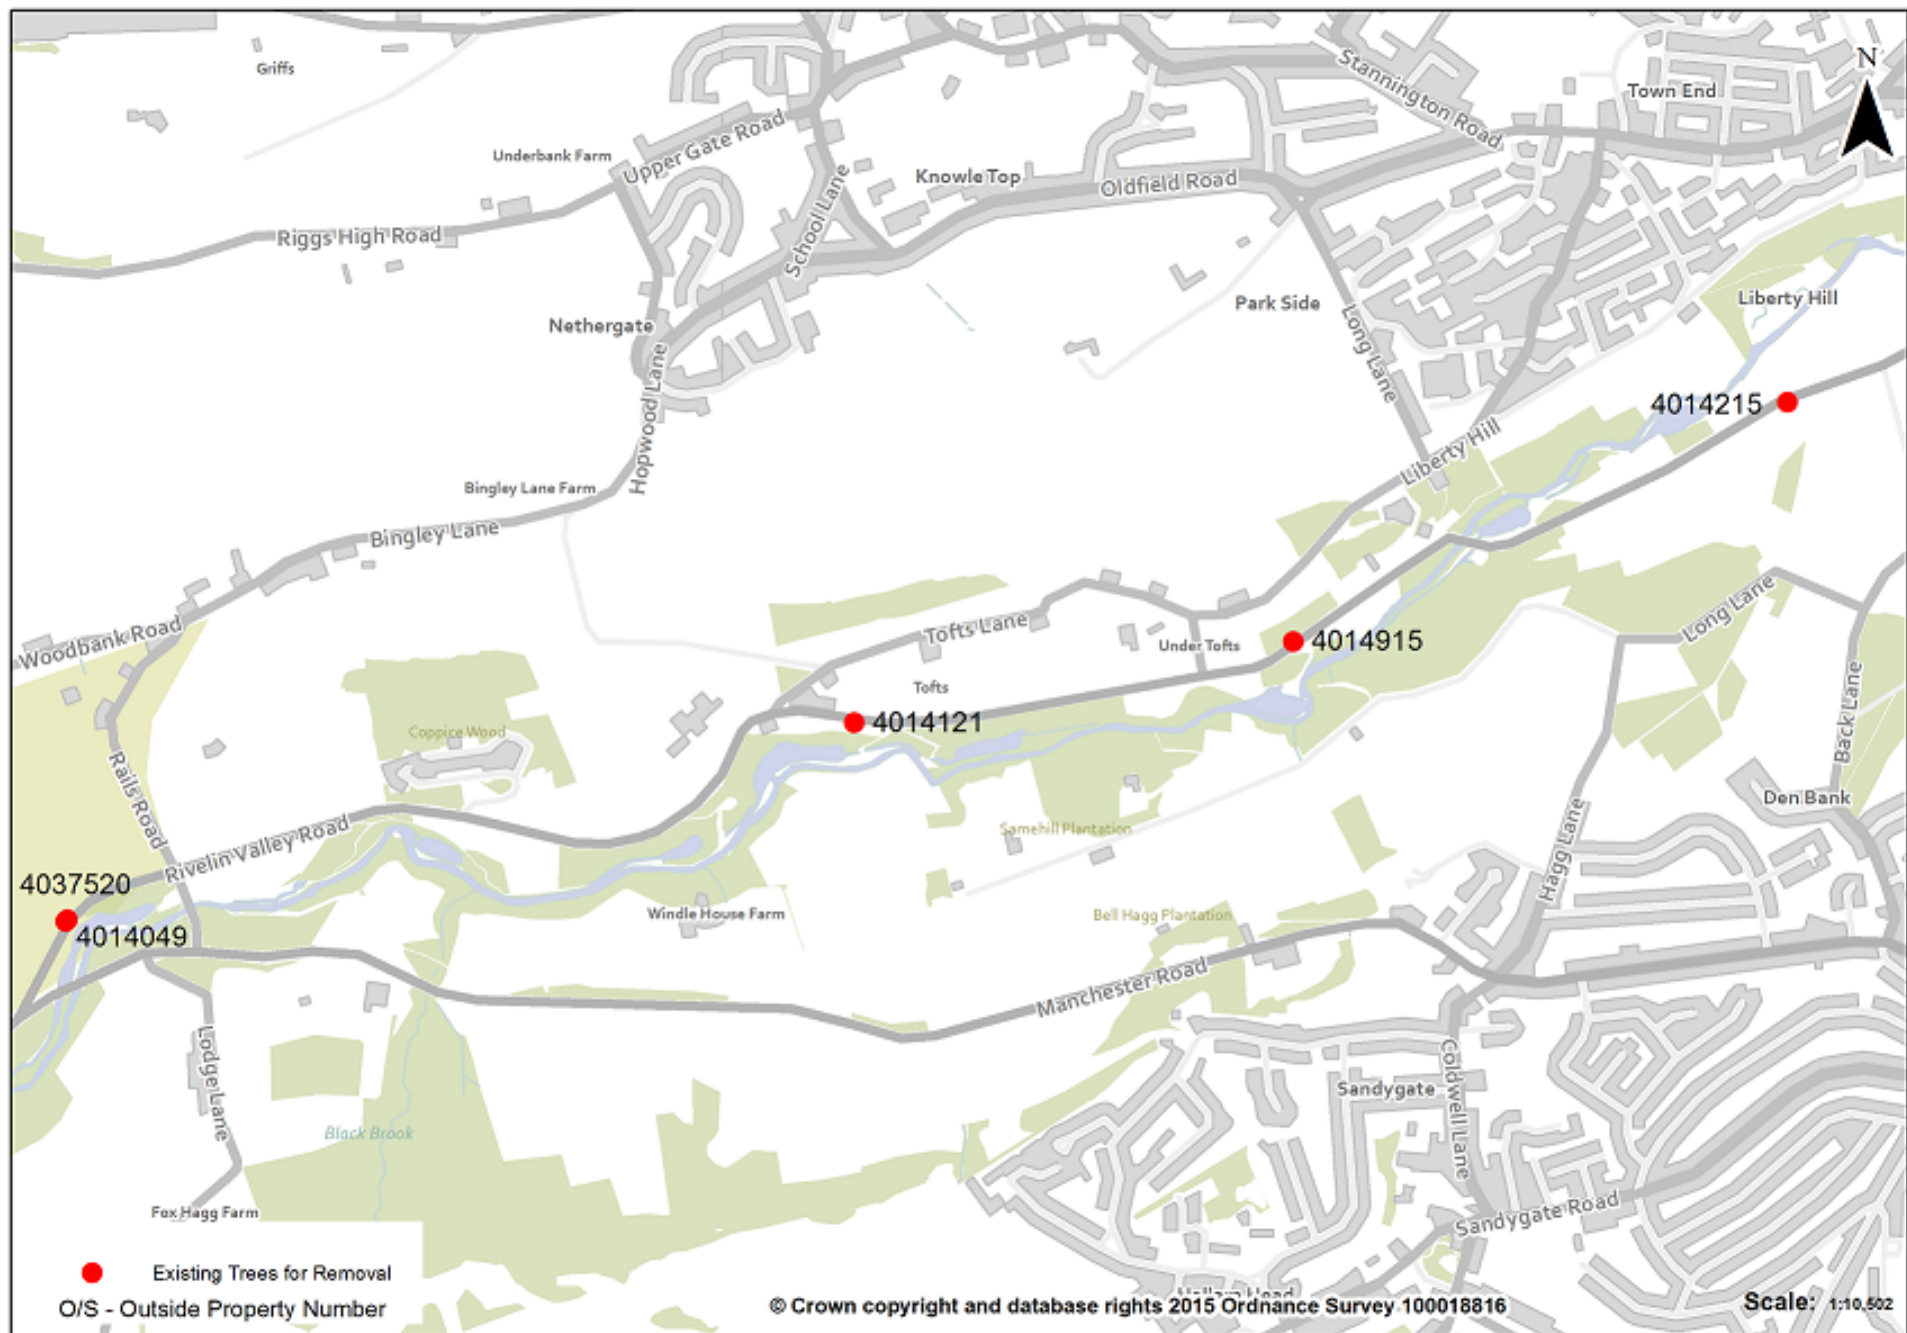 Griffs
Stannington Road
Town End
N
Underbank Farm
Upper Gate Road
School Lane
Knowle Top
Oldfield Road
Riggs High Road
Nethergate
Park Side
Long Lane
Liberty Hill
Hopwood Lane
4014215
Liberty Hill
Bingley Lane Farm
Bingley Lane
Woodbank Road
Tofts Lane
Long Lane
Under Tofts
4014915
Tofts
4014121
Back Lane
Coppice Wood
Rails Road
Rivelin Valley Road
Samehill Plantation
Den Bank
Hagg Lane
4037520
4014049
Windle House Farm
Bell Hagg Plantation
Manchester Road
Lodge Lane
Coldwell Lane
Sandygate
Black Brook
Fox Hagg Farm
Sandygate Road
Existing Trees for Removal
O/S - Outside Property Number
Hallam Head
© Crown copyright and database rights 2015 Ordnance Survey 100018816
Scale: 1:10,502